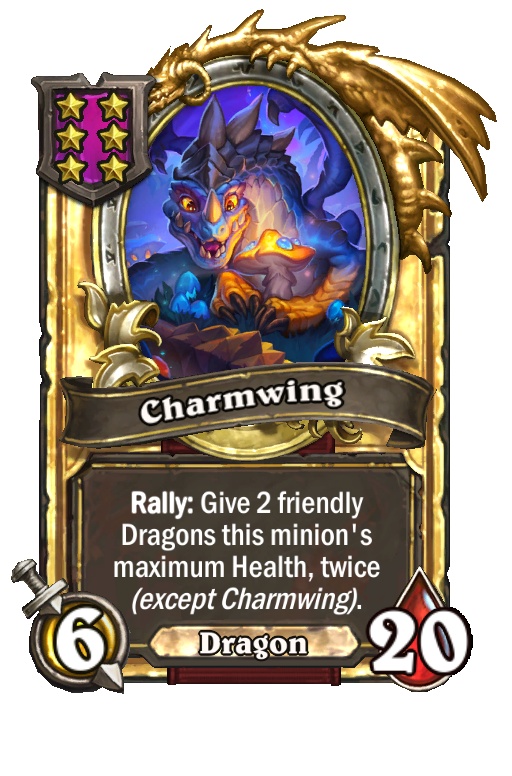 Charmwing
Rally: Give 2 friendly
Dragons this minion's
maximum Health, twice
(except Charmwing).
6
Dragon
20